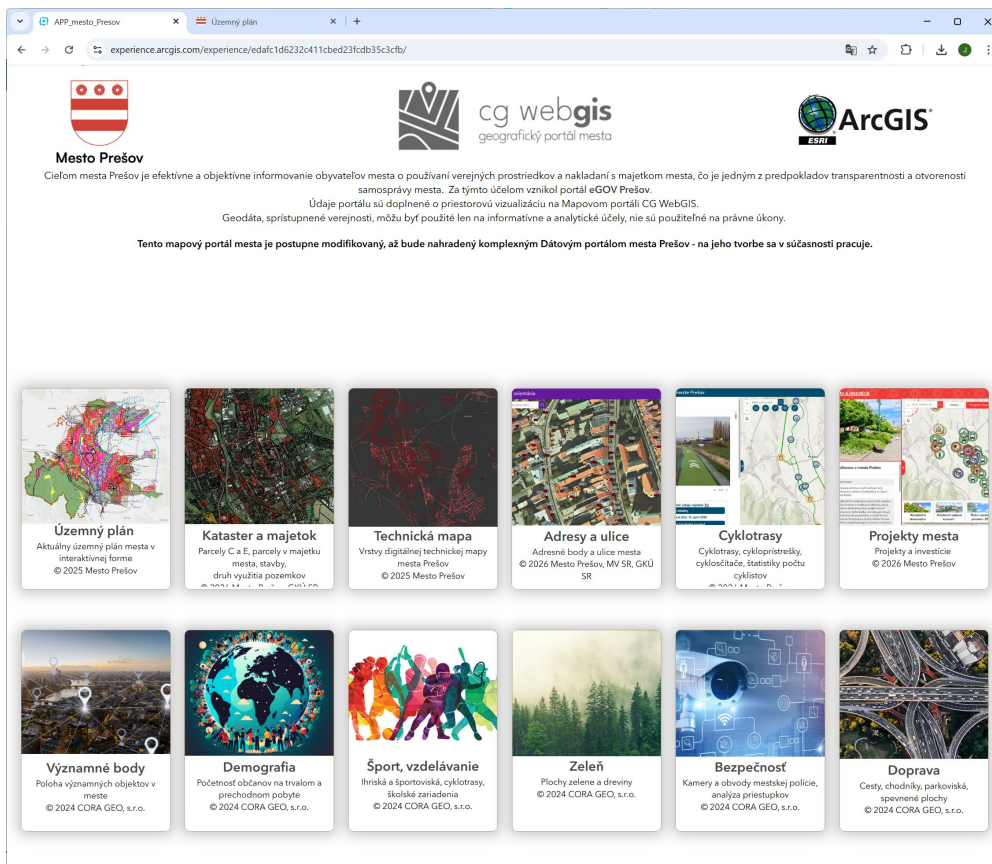 APP_mesto_Presov
Územný plán
experience.arcgis.com/experience/edafc1d6232c411cbed23fcdb35c3cfb/
J
Mesto Prešov
cg webgis
geografický portál mesta
ESRI
ArcGIS
Cieľom mesta Prešov je efektívne a objektívne informovanie obyvateľov mesta o používaní verejných prostriedkov a nakladaní s majetkom mesta, čo je jedným z predpokladov transparentnosti a otvorenosti
samosprávy mesta. Za týmto účelom vznikol portál eGOV Prešov.
Údaje portálu sú doplnené o priestorovú vizualizáciu na Mapovom portáli CG WebGIS.
Geodáta, sprístupnené verejnosti, môžu byť použité len na informatívne a analytické účely, nie sú použiteľné na právne úkony.
Tento mapový portál mesta je postupne modifikovaný, až bude nahradený komplexným Dátovým portálom mesta Prešov - na jeho tvorbe sa v súčasnosti pracuje.
Územný plán
Aktuálny územný plán mesta v
interaktívnej forme
© 2025 Mesto Prešov
Kataster a majetok
Parcely C a E, parcely v majetku
mesta, stavby,
druh využitia pozemkov
© 2026 Mesto Prešov, GKÚ SR
Technická mapa
Vrstvy digitálnej technickej mapy
mesta Prešov
© 2025 Mesto Prešov
orientácia
Adresy a ulice
Adresné body a ulice mesta
© 2026 Mesto Prešov, MV SR, GKÚ
SR
mesto Prešov
Cyklotrasy
Cyklotrasy, cykloprístrešky,
cyklosčítače, štatistiky počtu
cyklistov
© 2026 Mesto Prešov
Projekty mesta
Projekty a investície
© 2026 Mesto Prešov
Významné body
Poloha významných objektov v
meste
© 2024 CORA GEO, s.r.o.
Demografia
Početnosť občanov na trvalom a
prechodnom pobyte
© 2024 CORA GEO, s.r.o.
Šport, vzdelávanie
Ihriská a športoviská, cyklotrasy,
školské zariadenia
© 2024 CORA GEO, s.r.o.
Zeleň
Plochy zelene a dreviny
© 2024 CORA GEO, s.r.o.
Bezpečnosť
Kamery a obvody mestskej polície,
analýza priestupkov
© 2024 CORA GEO, s.r.o.
Doprava
Cesty, chodníky, parkoviská,
spevnené plochy
© 2024 CORA GEO, s.r.o.